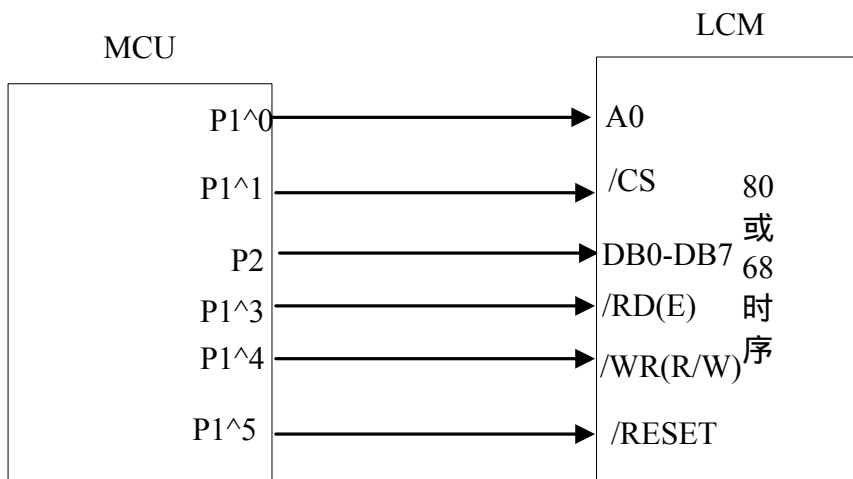 MCU
LCM
P1^0
A0
P1^1
/CS
P2
DB0-DB7
P1^3
/RD(E)
P1^4
/WR(R/W)
P1^5
/RESET
80
或
68
时
序